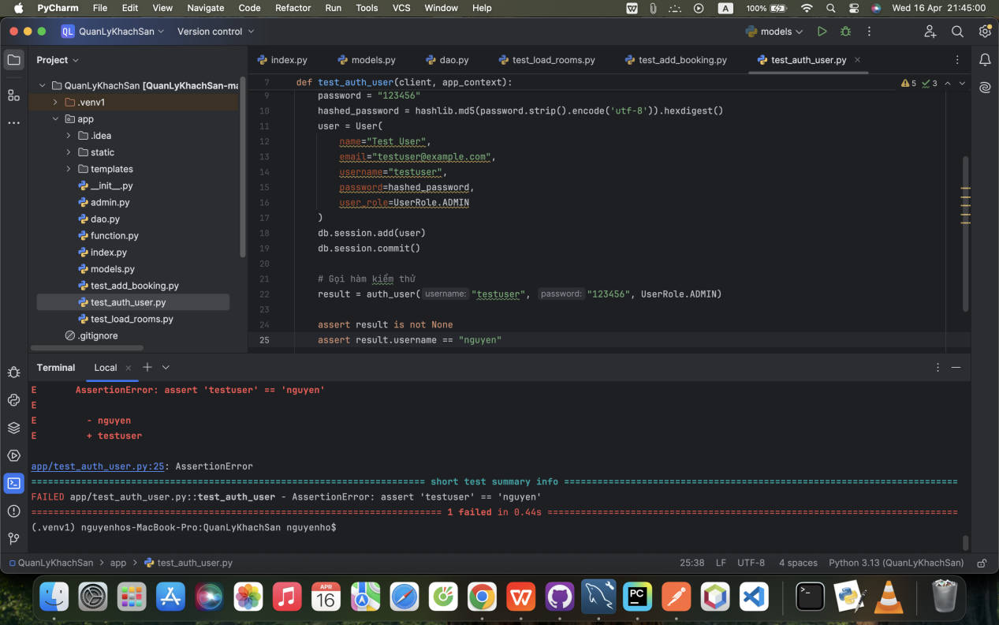 PyCharm File Edit View Navigate Code Refactor Run Tools VCS Window Help A 100% Wed 16 Apr 21:45:00
QL QuanLyKhachSan Version control models
Project
index.py models.py dao.py test_load_rooms.py test_add_booking.py test_auth_user.py
QuanLyKhachSan [QuanLyKhachSan-ma
.venv1
app
.idea
static
templates
__init__.py
admin.py
dao.py
function.py
index.py
models.py
test_add_booking.py
test_auth_user.py
test_load_rooms.py
.gitignore
7 def test_auth_user(client, app_context): 5 3
9 password = "123456"
10 hashed_password = hashlib.md5(password.strip().encode('utf-8')).hexdigest()
11 user = User(
12 name="Test User",
13 email="testuser@example.com",
14 username="testuser",
15 password=hashed_password,
16 user_role=UserRole.ADMIN
17 )
18 db.session.add(user)
19 db.session.commit()
20
21 # Gọi hàm kiểm thử
22 result = auth_user( username: "testuser", password: "123456", UserRole.ADMIN)
23
24 assert result is not None
25 assert result.username == "nguyen"
Terminal Local
E AssertionError: assert 'testuser' == 'nguyen'
E
E - nguyen
E + testuser
app/test_auth_user.py:25: AssertionError
======================================================================= short test summary info =======================================================================
FAILED app/test_auth_user.py::test_auth_user - AssertionError: assert 'testuser' == 'nguyen'
========================================================================== 1 failed in 0.44s ==========================================================================
(.venv1) nguyenhos-MacBook-Pro:QuanLyKhachSan nguyenho$
QuanLyKhachSan > app > test_auth_user.py 25:38 LF UTF-8 4 spaces Python 3.13 (QuanLyKhachSan)
APR
16
PC